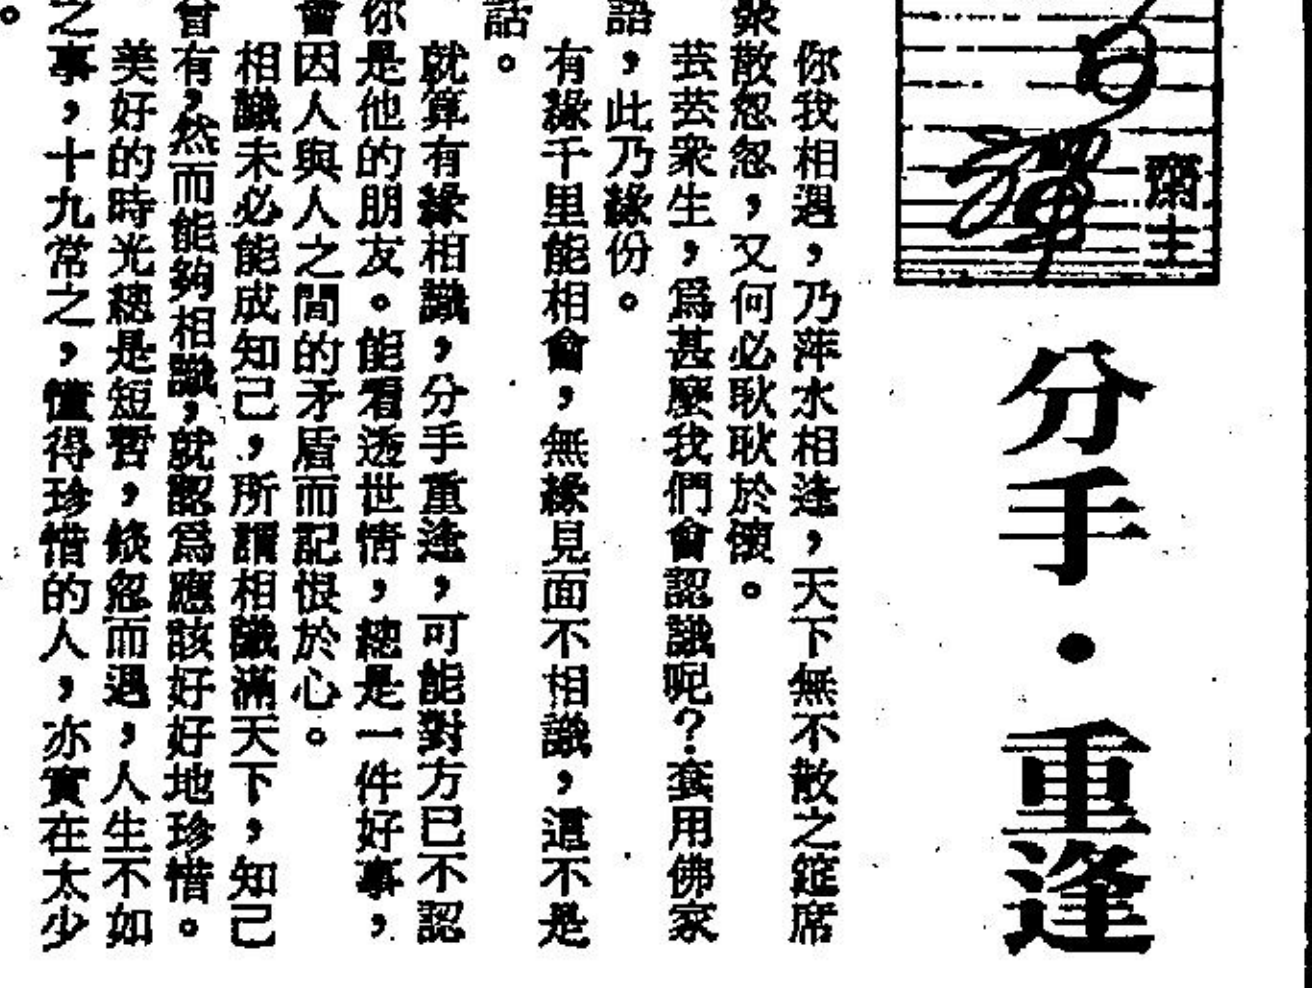 齋主
分手・重逢
你我相遇，乃萍水相逢，天下無不散之筵席
聚散忽忽，又何必耿耿於懷。
芸芸衆生，爲甚麼我們會認識呢？套用佛家
語，此乃緣份。
有緣千里能相會，無緣見面不相識，這不是
話。
就算有緣相識，分手重逢，可能對方已不認
你是他的朋友。能看透世情，總是一件好事，
會因人與人之間的矛盾而記恨於心。
相識未必能成知己，所謂相識滿天下，知己
曾有，然而能夠相識，就認爲應該好好地珍惜。
美好的時光總是短暫，倐忽而過，人生不如
之事，十九常之，懂得珍惜的人，亦實在太少
。